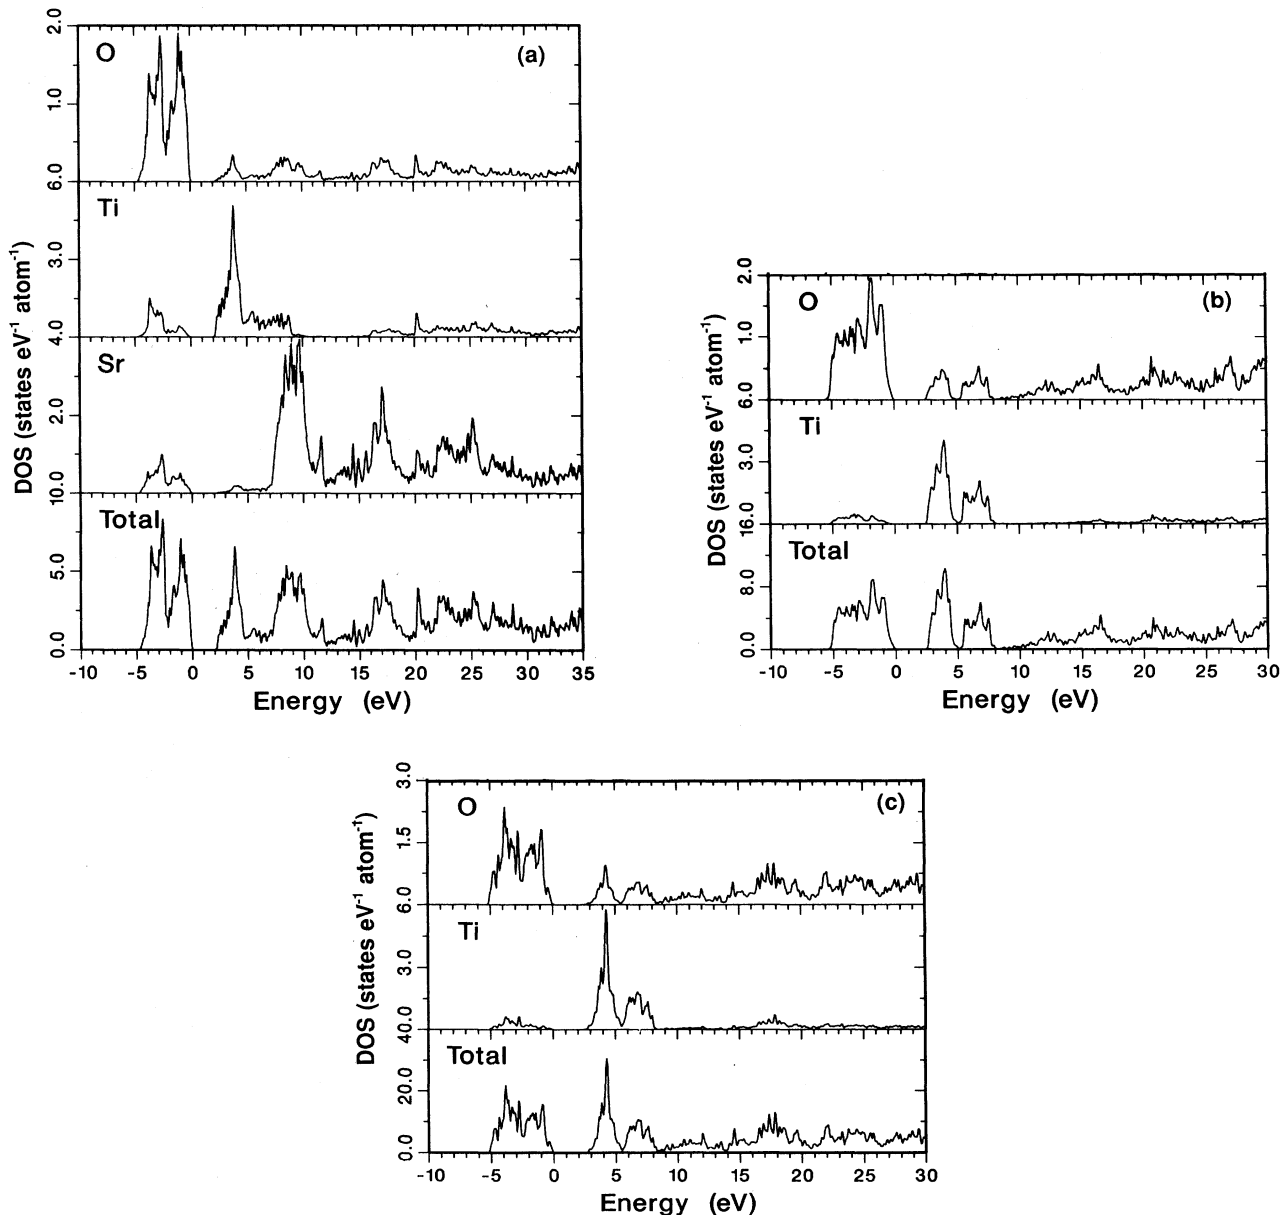 (a)
DOS (states eV-1 atom-1)
2.0
O
1.0
6.0
Ti
3.0
4.0
Sr
2.0
10.0
Total
5.0
0.0
-10 -5 0 5 10 15 20 25 30 35
Energy (eV)
(b)
DOS (states eV-1 atom-1)
2.0
O
1.0
6.0
Ti
3.0
16.0
Total
8.0
0.0
-10 -5 0 5 10 15 20 25 30
Energy (eV)
(c)
DOS (states eV-1 atom-1)
3.0
O
1.5
6.0
Ti
3.0
40.0
Total
20.0
0.0
-10 -5 0 5 10 15 20 25 30
Energy (eV)